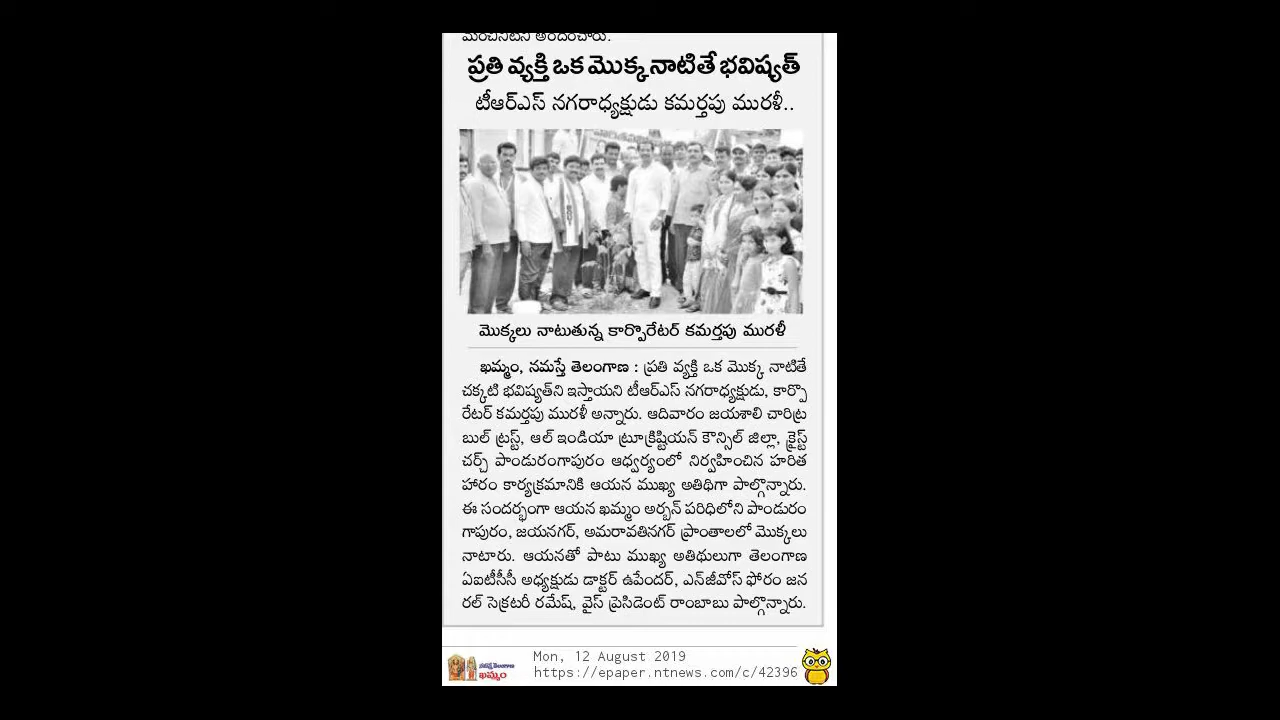 మంచినీటిని అందించారు.
ప్రతి వ్యక్తి ఒక మొక్క నాటితే భవిష్యత్
టీఆర్ఎస్ నగరాధ్యక్షుడు కమర్తపు మురళీ..
మొక్కలు నాటుతున్న కార్పొరేటర్ కమర్తపు మురళీ
ఖమ్మం, నమస్తే తెలంగాణ : ప్రతి వ్యక్తి ఒక మొక్క నాటితే
చక్కటి భవిష్యత్‌ని ఇస్తాయని టీఆర్ఎస్ నగరాధ్యక్షుడు, కార్పొ
రేటర్ కమర్తపు మురళీ అన్నారు. ఆదివారం జయశాలి చారిట్ర
బుల్ ట్రస్ట్, ఆల్ ఇండియా ట్రూక్రిష్టియన్ కౌన్సిల్ జిల్లా, క్రైస్ట్
చర్చ్ పాండురంగాపురం ఆధ్వర్యంలో నిర్వహించిన హరిత
హారం కార్యక్రమానికి ఆయన ముఖ్య అతిథిగా పాల్గొన్నారు.
ఈ సందర్భంగా ఆయన ఖమ్మం అర్బన్ పరిధిలోని పాండురం
గాపురం, జయనగర్, అమరావతినగర్ ప్రాంతాలలో మొక్కలు
నాటారు. ఆయనతో పాటు ముఖ్య అతిథులుగా తెలంగాణ
ఏఐటీసీసీ అధ్యక్షుడు డాక్టర్ ఉపేందర్, ఎన్‌జీవోస్ ఫోరం జన
రల్ సెక్రటరీ రమేష్, వైస్ ప్రెసిడెంట్ రాంబాబు పాల్గొన్నారు.
నమస్తే తెలంగాణ
ఖమ్మం
Mon, 12 August 2019
https://epaper.ntnews.com/c/42396